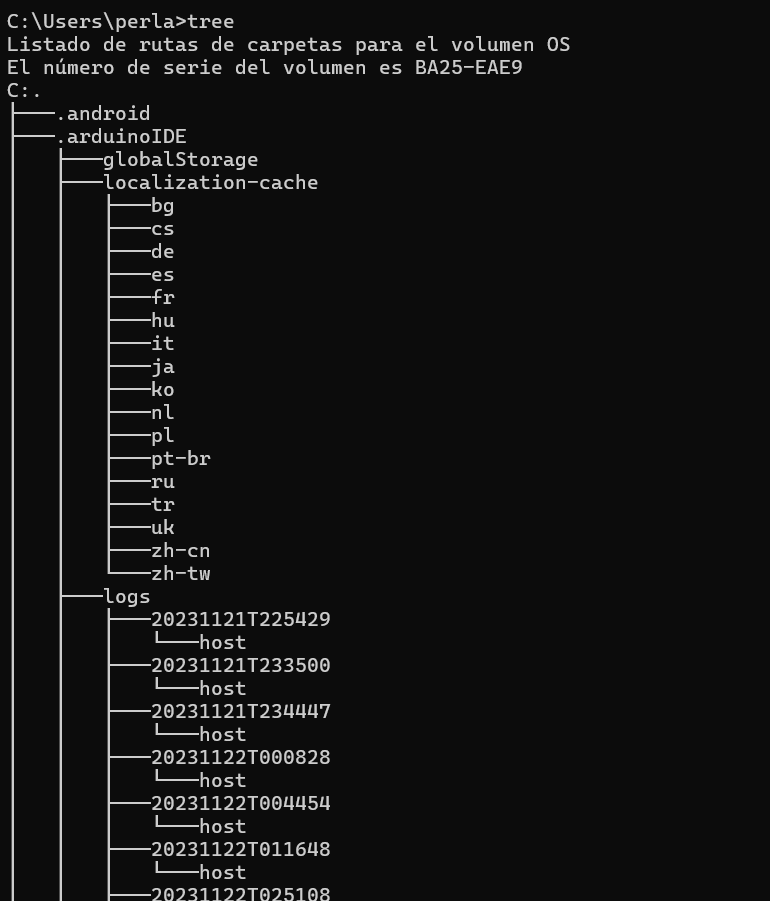 C:\Users\perla>tree
Listado de rutas de carpetas para el volumen OS
El número de serie del volumen es BA25-EAE9
C:.
├───.android
├───.arduinoIDE
│   ├───globalStorage
│   ├───localization-cache
│   │   ├───bg
│   │   ├───cs
│   │   ├───de
│   │   ├───es
│   │   ├───fr
│   │   ├───hu
│   │   ├───it
│   │   ├───ja
│   │   ├───ko
│   │   ├───nl
│   │   ├───pl
│   │   ├───pt-br
│   │   ├───ru
│   │   ├───tr
│   │   ├───uk
│   │   ├───zh-cn
│   │   └───zh-tw
│   ├───logs
│   │   ├───20231121T225429
│   │   │   └───host
│   │   ├───20231121T233500
│   │   │   └───host
│   │   ├───20231121T234447
│   │   │   └───host
│   │   ├───20231122T000828
│   │   │   └───host
│   │   ├───20231122T004454
│   │   │   └───host
│   │   ├───20231122T011648
│   │   │   └───host
│   │   ├───20231122T025108